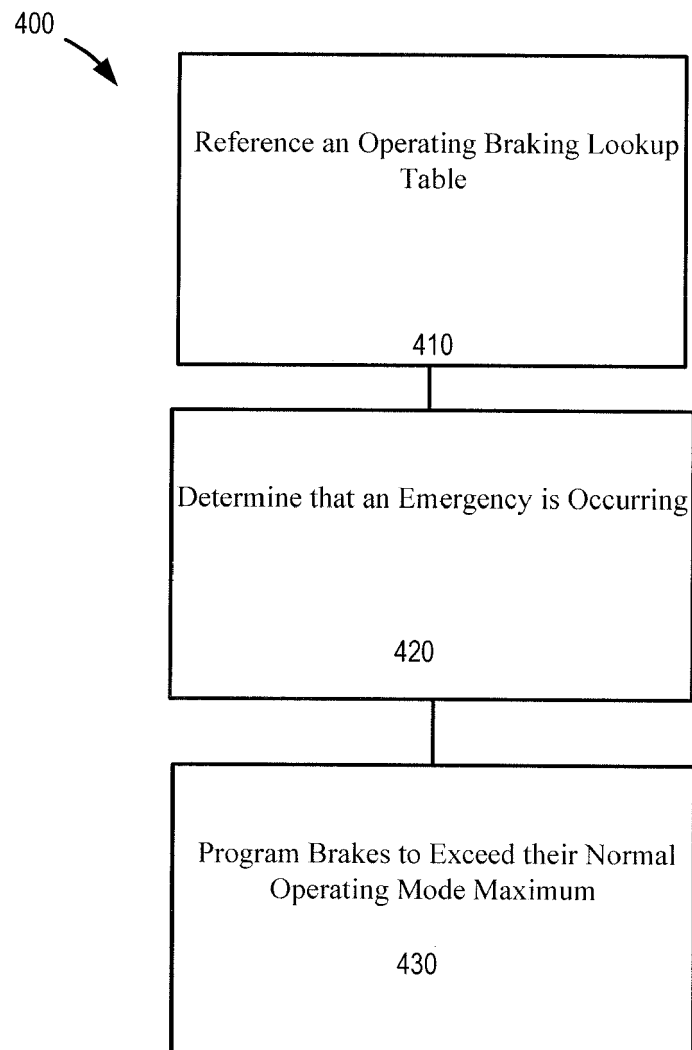 400
Reference an Operating Braking Lookup
Table
410
Determine that an Emergency is Occurring
420
Program Brakes to Exceed their Normal
Operating Mode Maximum
430